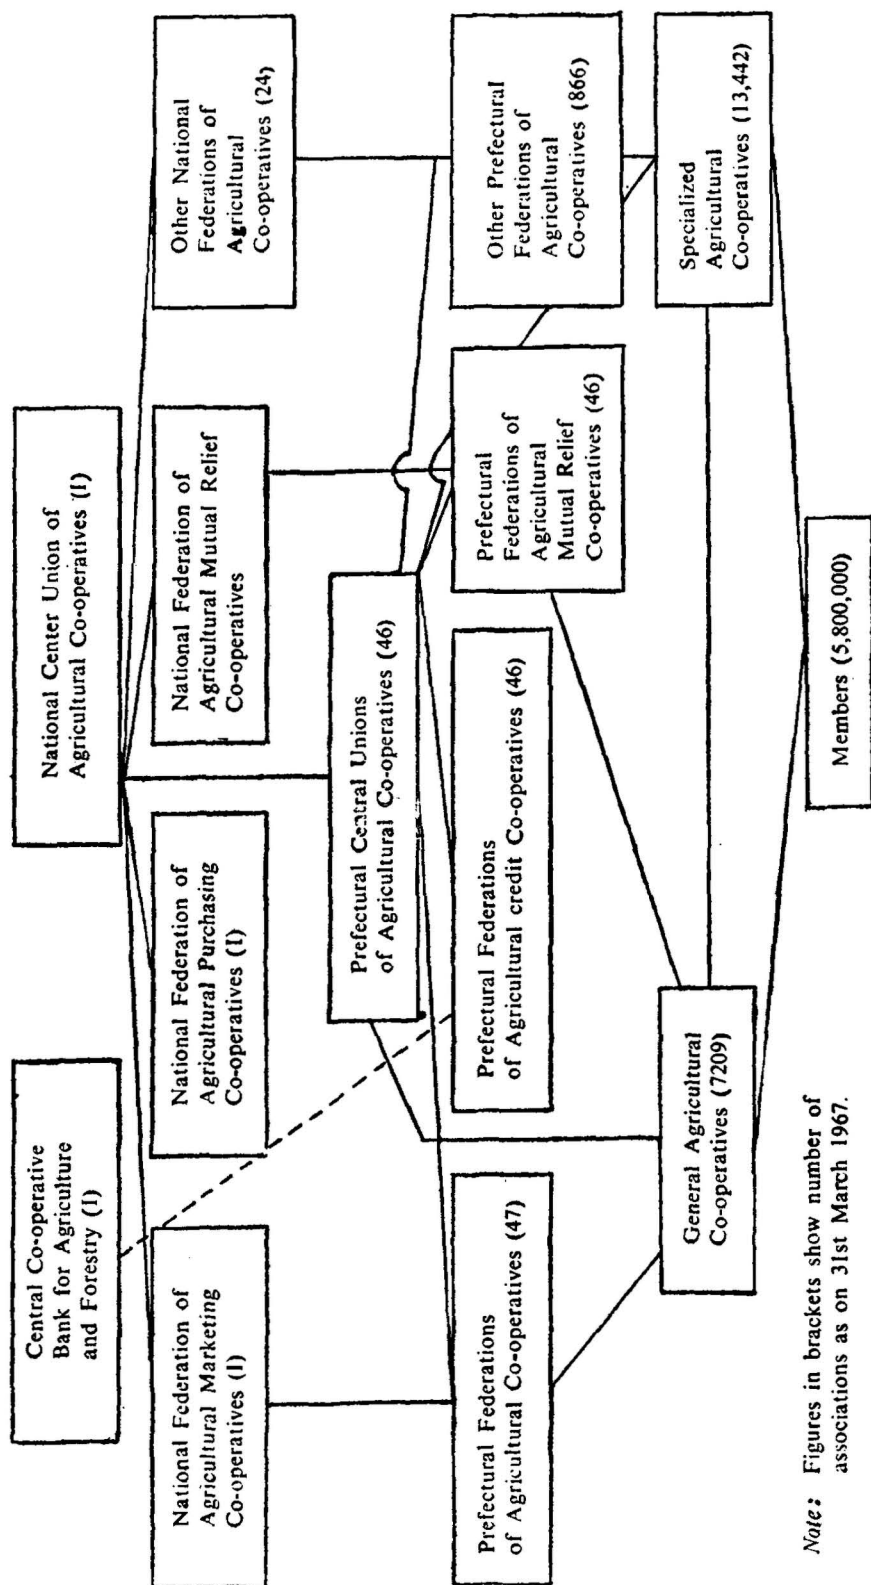 Central Co-operative
Bank for Agriculture
and Forestry (I)
National Center Union of
Agricultural Co-operatives (I)
National Federation of
Agricultural Marketing
Co-operatives (I)
National Federation of
Agricultural Purchasing
Co-operatives (I)
National Federation of
Agricultural Mutual Relief
Co-operatives
Other National
Federations of
Agricultural
Co-operatives (24)
Prefectural Central Unions
of Agricultural Co-operatives (46)
Prefectural Federations
of Agricultural Co-operatives (47)
Prefectural Federations
of Agricultural credit Co-operatives (46)
Prefectural
Federations of
Agricultural
Mutual Relief
Co-operatives (46)
Other Prefectural
Federations of
Agricultural
Co-operatives (866)
General Agricultural
Co-operatives (7209)
Specialized
Agricultural
Co-operatives (13,442)
Members (5,800,000)
Note: Figures in brackets show number of
associations as on 31st March 1967.